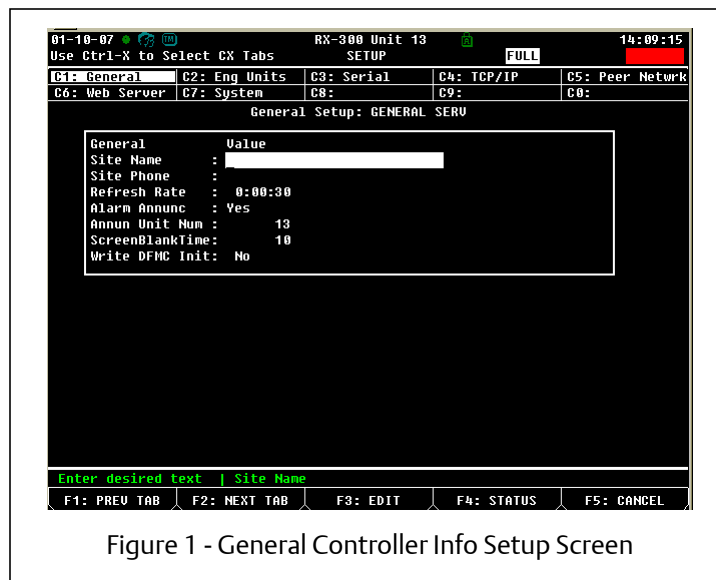 01-10-07 RX-300 Unit 13 14:09:15
Use Ctrl-X to Select CX Tabs SETUP FULL
C1: General C2: Eng Units C3: Serial C4: TCP/IP C5: Peer Netwrk
C6: Web Server C7: System C8: C9: C0:
General Setup: GENERAL SERV
General Value
Site Name :
Site Phone :
Refresh Rate : 0:00:30
Alarm Annunc : Yes
Annun Unit Num : 13
ScreenBlankTime: 10
Write DFMC Init: No
Enter desired text | Site Name
F1: PREV TAB F2: NEXT TAB F3: EDIT F4: STATUS F5: CANCEL
Figure 1 - General Controller Info Setup Screen